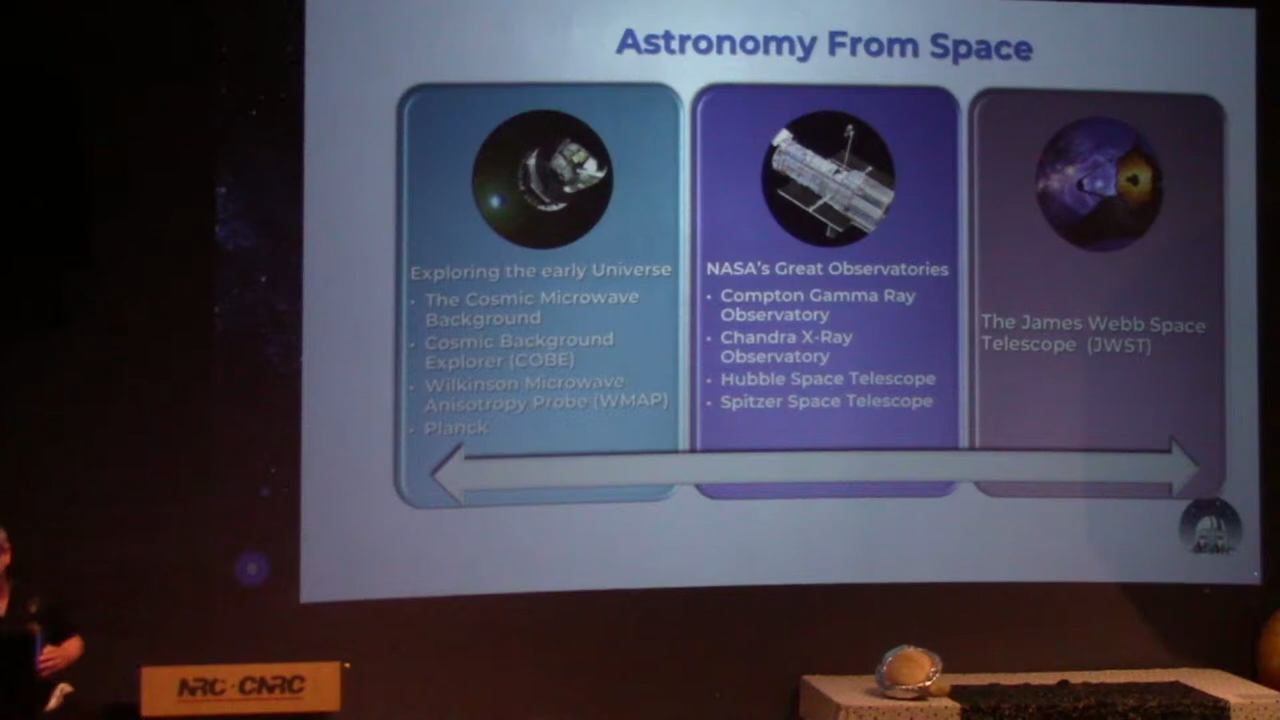 Astronomy From Space
Exploring the early Universe
• The Cosmic Microwave
Background
• Cosmic Background
Explorer (COBE)
• Wilkinson Microwave
Anisotropy Probe (WMAP)
• Planck
NASA's Great Observatories
• Compton Gamma Ray
Observatory
• Chandra X-Ray
Observatory
• Hubble Space Telescope
• Spitzer Space Telescope
The James Webb Space
Telescope (JWST)
NRC·CNRC